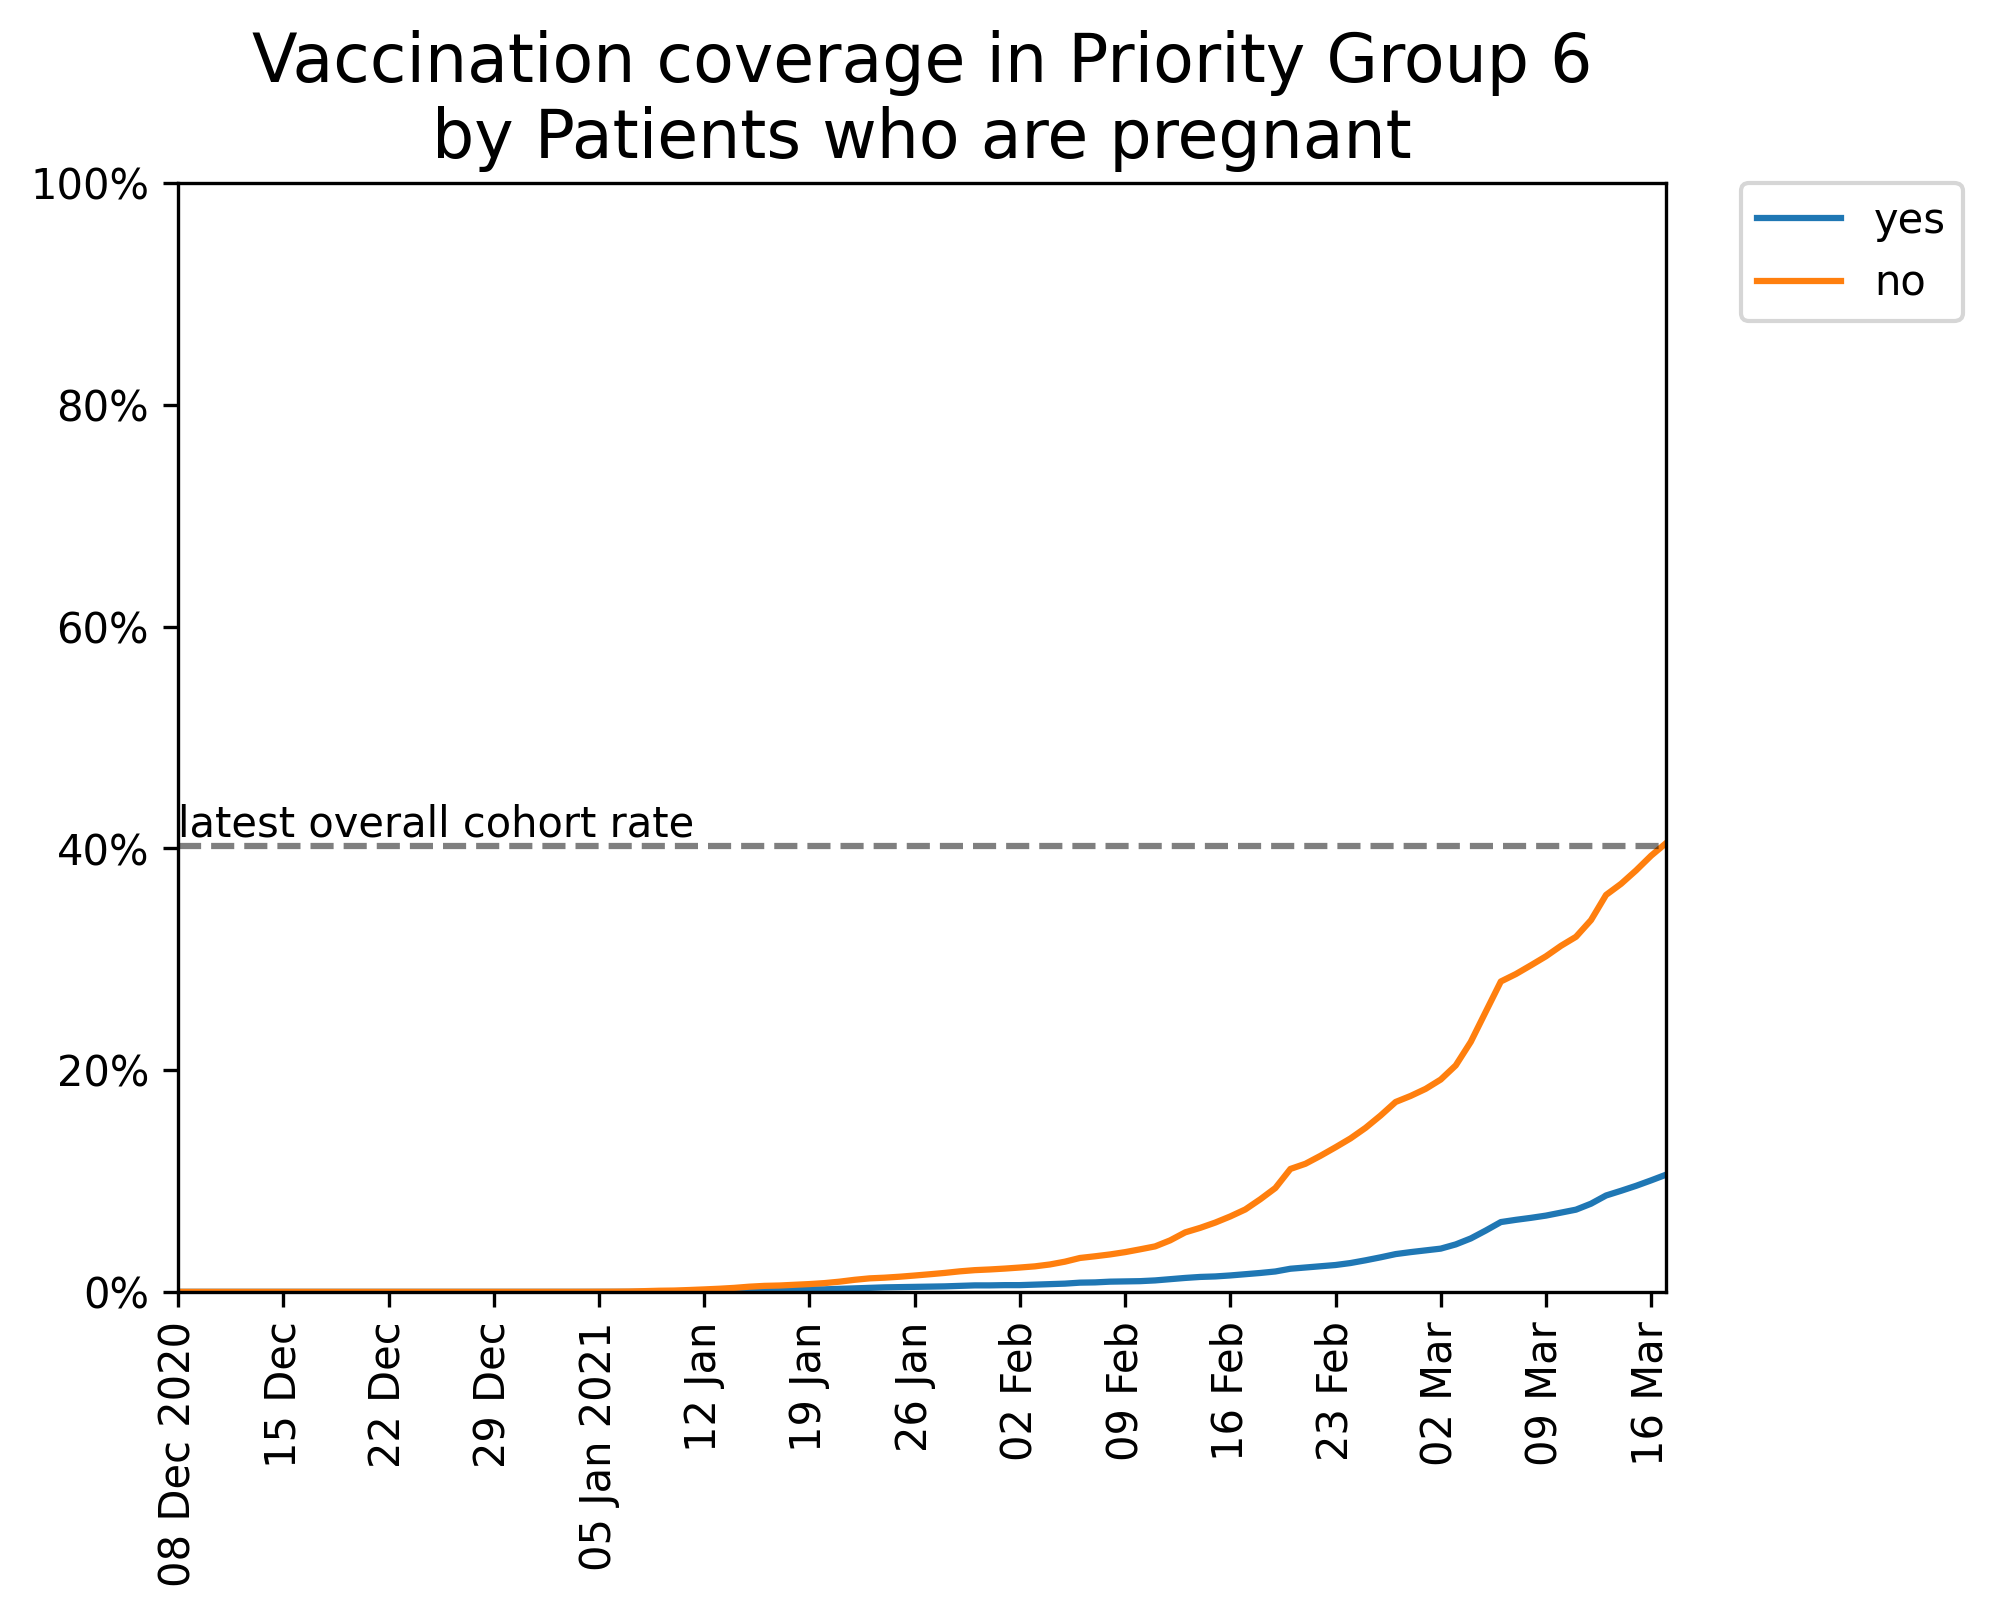 Vaccination coverage in Priority Group 6
by Patients who are pregnant
100%
80%
60%
40%
20%
0%
latest overall cohort rate
yes
no
08 Dec 2020
15 Dec
22 Dec
29 Dec
05 Jan 2021
12 Jan
19 Jan
26 Jan
02 Feb
09 Feb
16 Feb
23 Feb
02 Mar
09 Mar
16 Mar